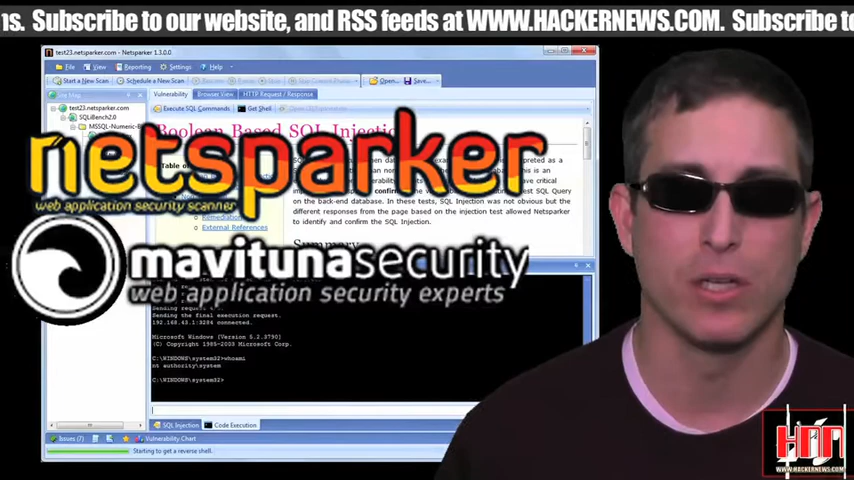 ns. Subscribe to our website, and RSS feeds at WWW.HACKERNEWS.COM. Subscribe to
test23.netsparker.com - Netsparker 1.3.0.0
File View Reporting Settings Help
Start a New Scan Schedule a New Scan Open... Save...
Site Map Vulnerability Browser View HTTP Request / Response
test23.netsparker.com Execute SQL Commands Get Shell
SQLiBench2.0
MSSQL-Numeric-E
Boolean Based SQL Injection
netsparker
web application security scanner
Table of
on the back-end database. In these tests, SQL Injection was not obvious but the
different responses from the page based on the injection test allowed Netsparker
to identify and confirm the SQL Injection.
Remediation
External References
Summary
mavitunasecurity
web application security experts
Sending the final execution request.
192.168.43.1:3204 connected.
Microsoft Windows [Version 5.2.3790]
(C) Copyright 1985-2003 Microsoft Corp.
C:\WINDOWS\system32>whoami
nt authority\system
C:\WINDOWS\system32>
SQL Injection Code Execution
Issues (7) Vulnerability Chart
Starting to get a reverse shell.
HNN
WWW.HACKERNEWS.COM